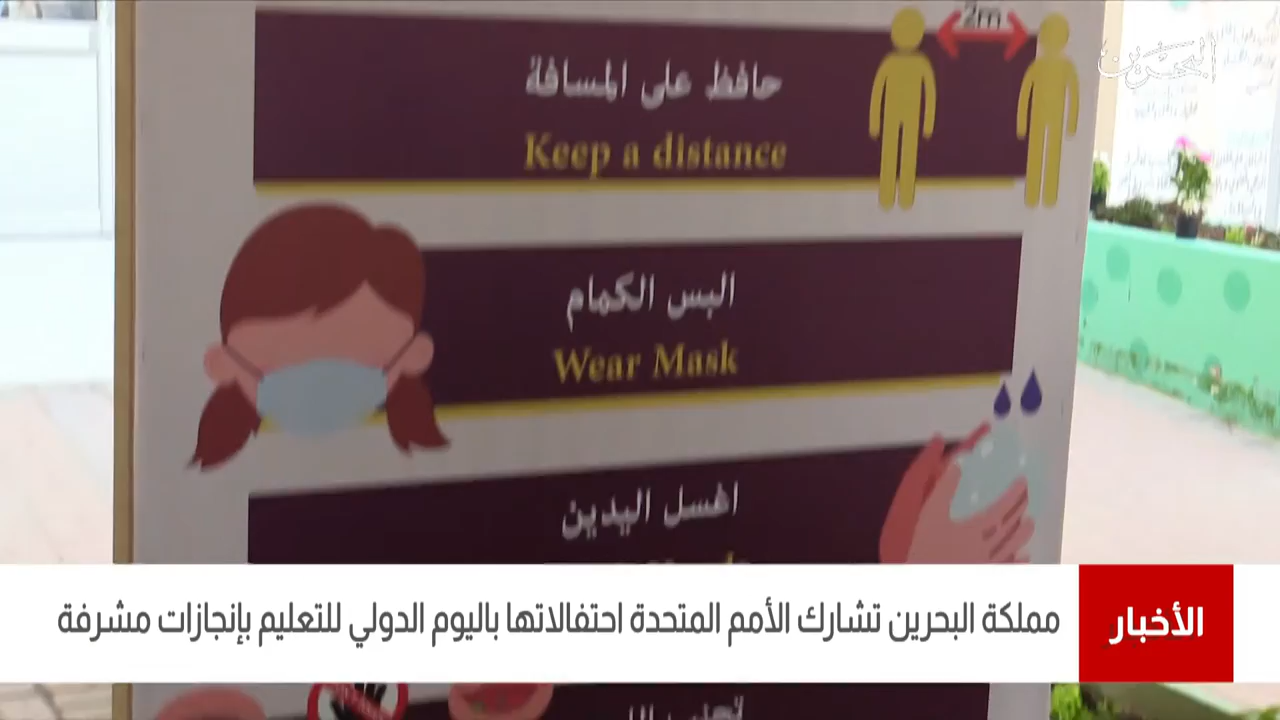 2m
البحرين
حافظ على المسافة
Keep a distance
البس الكمام
Wear Mask
اغسل اليدين
الأخبار
مملكة البحرين تشارك الأمم المتحدة احتفالاتها باليوم الدولي للتعليم بإنجازات مشرفة